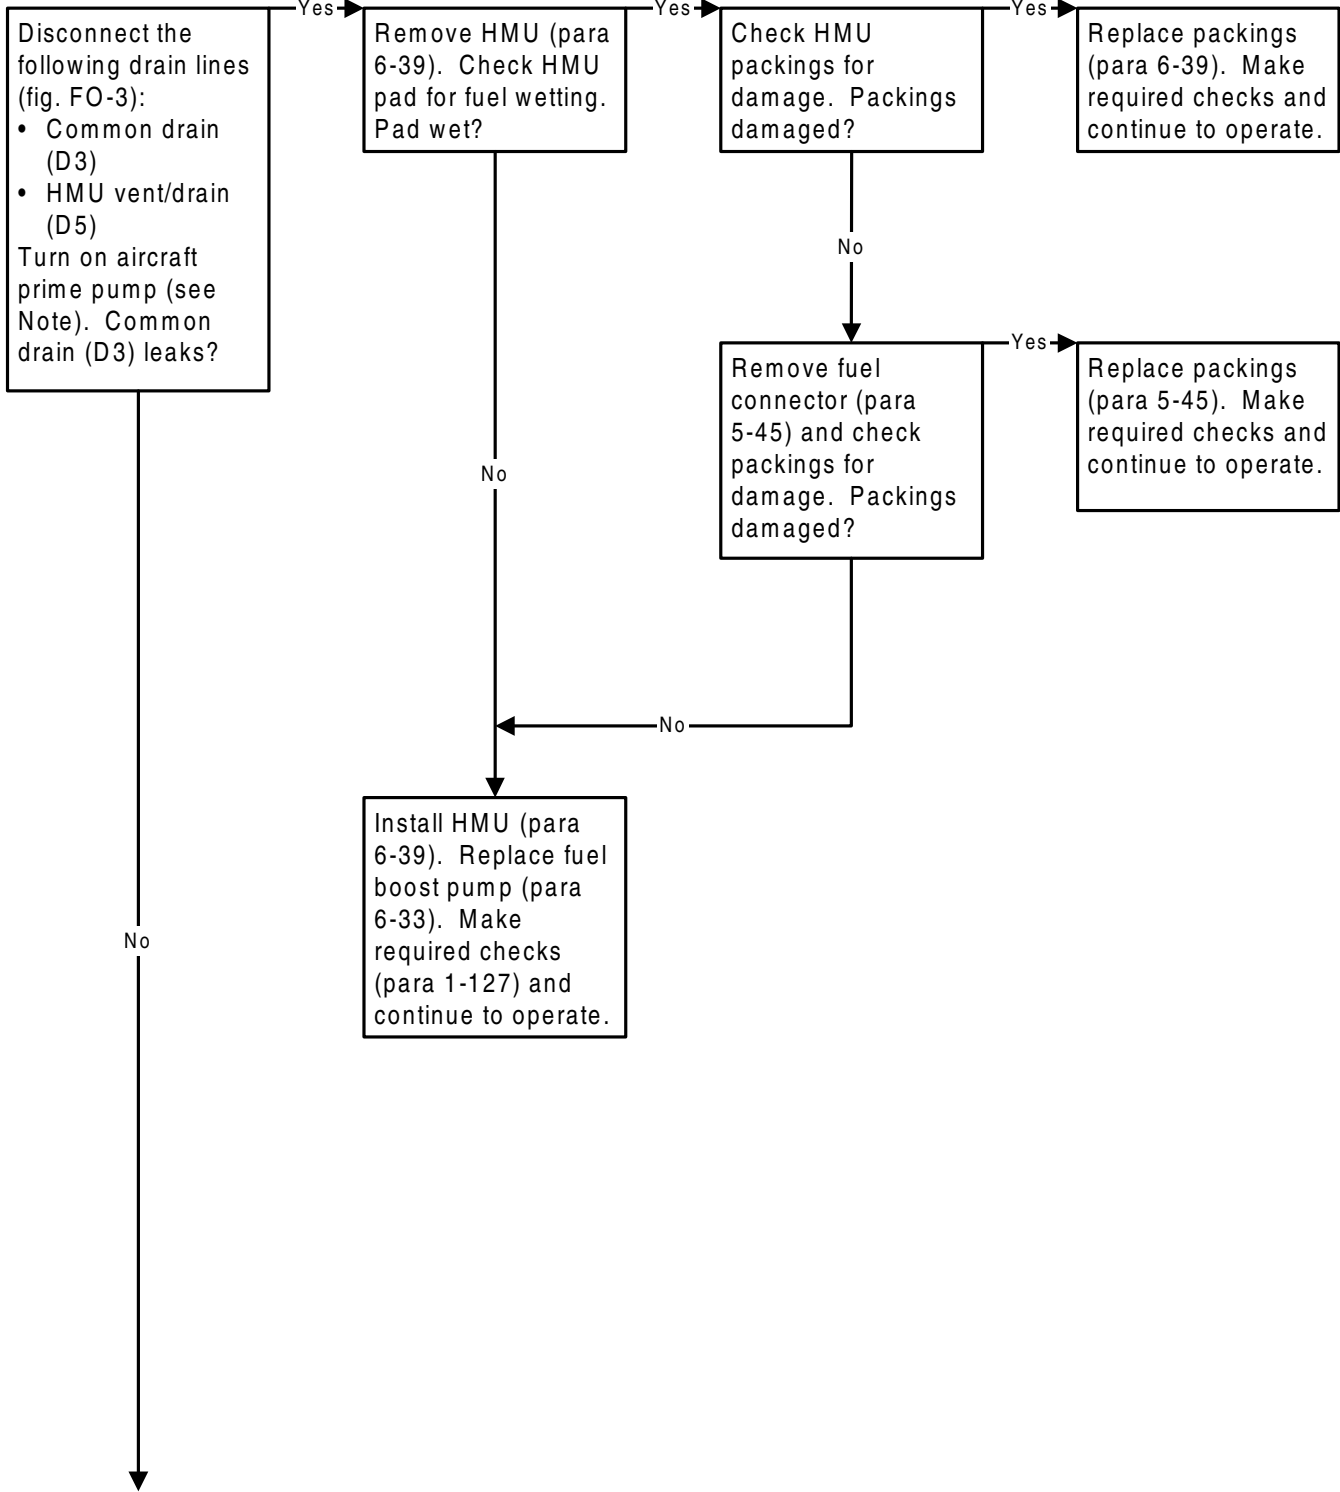 Disconnect the
following drain lines
(fig. FO-3):
• Common drain
(D3)
• HMU vent/drain
(D5)
Turn on aircraft
prime pump (see
Note). Common
drain (D3) leaks?
Yes
Remove HMU (para
6-39). Check HMU
pad for fuel wetting.
Pad wet?
Yes
Check HMU
packings for
damage. Packings
damaged?
Yes
Replace packings
(para 6-39). Make
required checks and
continue to operate.
No
Remove fuel
connector (para
5-45) and check
packings for
damage. Packings
damaged?
Yes
Replace packings
(para 5-45). Make
required checks and
continue to operate.
No
No
Install HMU (para
6-39). Replace fuel
boost pump (para
6-33). Make
required checks
(para 1-127) and
continue to operate.
No